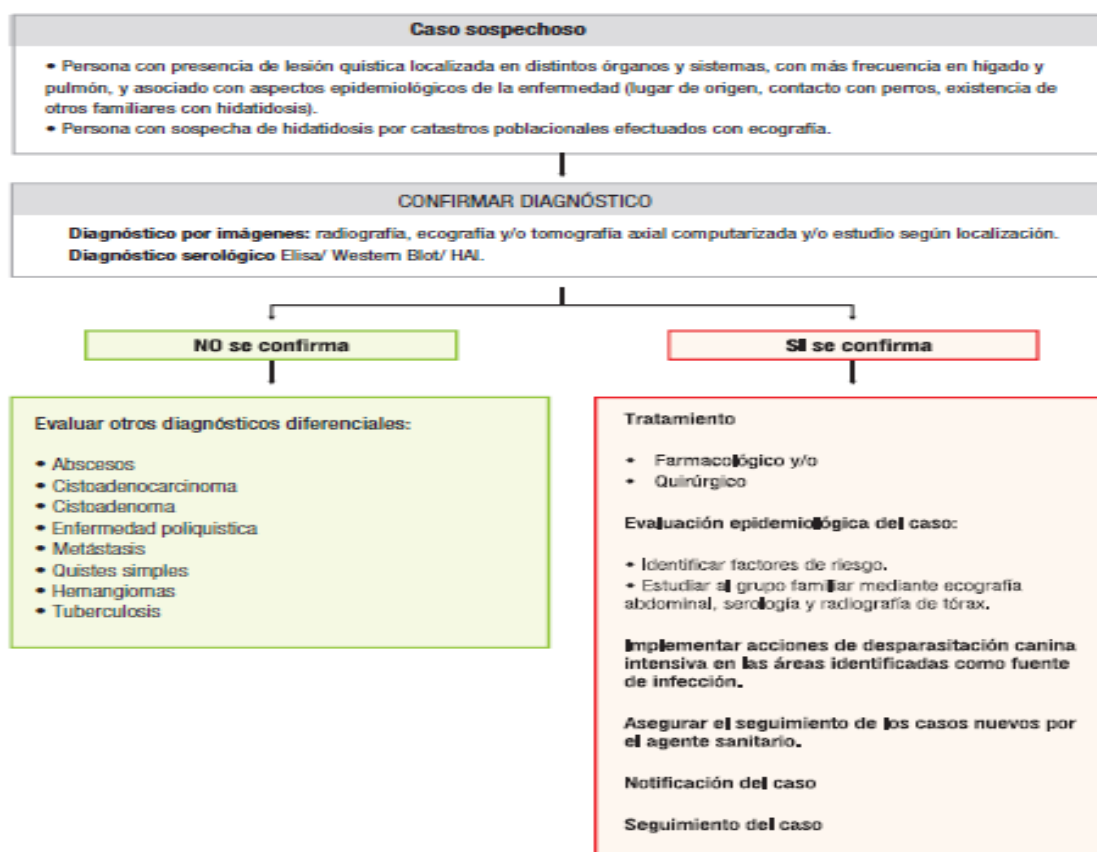 Caso sospechoso
• Persona con presencia de lesión quística localizada en distintos órganos y sistemas, con más frecuencia en hígado y
pulmón, y asociado con aspectos epidemiológicos de la enfermedad (lugar de origen, contacto con perros, existencia de
otros familiares con hidatidosis).
• Persona con sospecha de hidatidosis por catastros poblacionales efectuados con ecografía.
CONFIRMAR DIAGNÓSTICO
Diagnóstico por imágenes: radiografía, ecografía y/o tomografía axial computarizada y/o estudio según localización.
Diagnóstico serológico Elisa/ Western Blot/ HAI.
NO se confirma
Evaluar otros diagnósticos diferenciales:
• Abscesos
• Cistoadenocarcinoma
• Cistoadenoma
• Enfermedad poliquística
• Metástasis
• Quistes simples
• Hemangiomas
• Tuberculosis
SI se confirma
Tratamiento
• Farmacológico y/o
• Quirúrgico
Evaluación epidemiológica del caso:
• Identificar factores de riesgo.
• Estudiar al grupo familiar mediante ecografía
abdominal, serología y radiografía de tórax.
Implementar acciones de desparasitación canina
intensiva en las áreas identificadas como fuente
de infección.
Asegurar el seguimiento de los casos nuevos por
el agente sanitario.
Notificación del caso
Seguimiento del caso